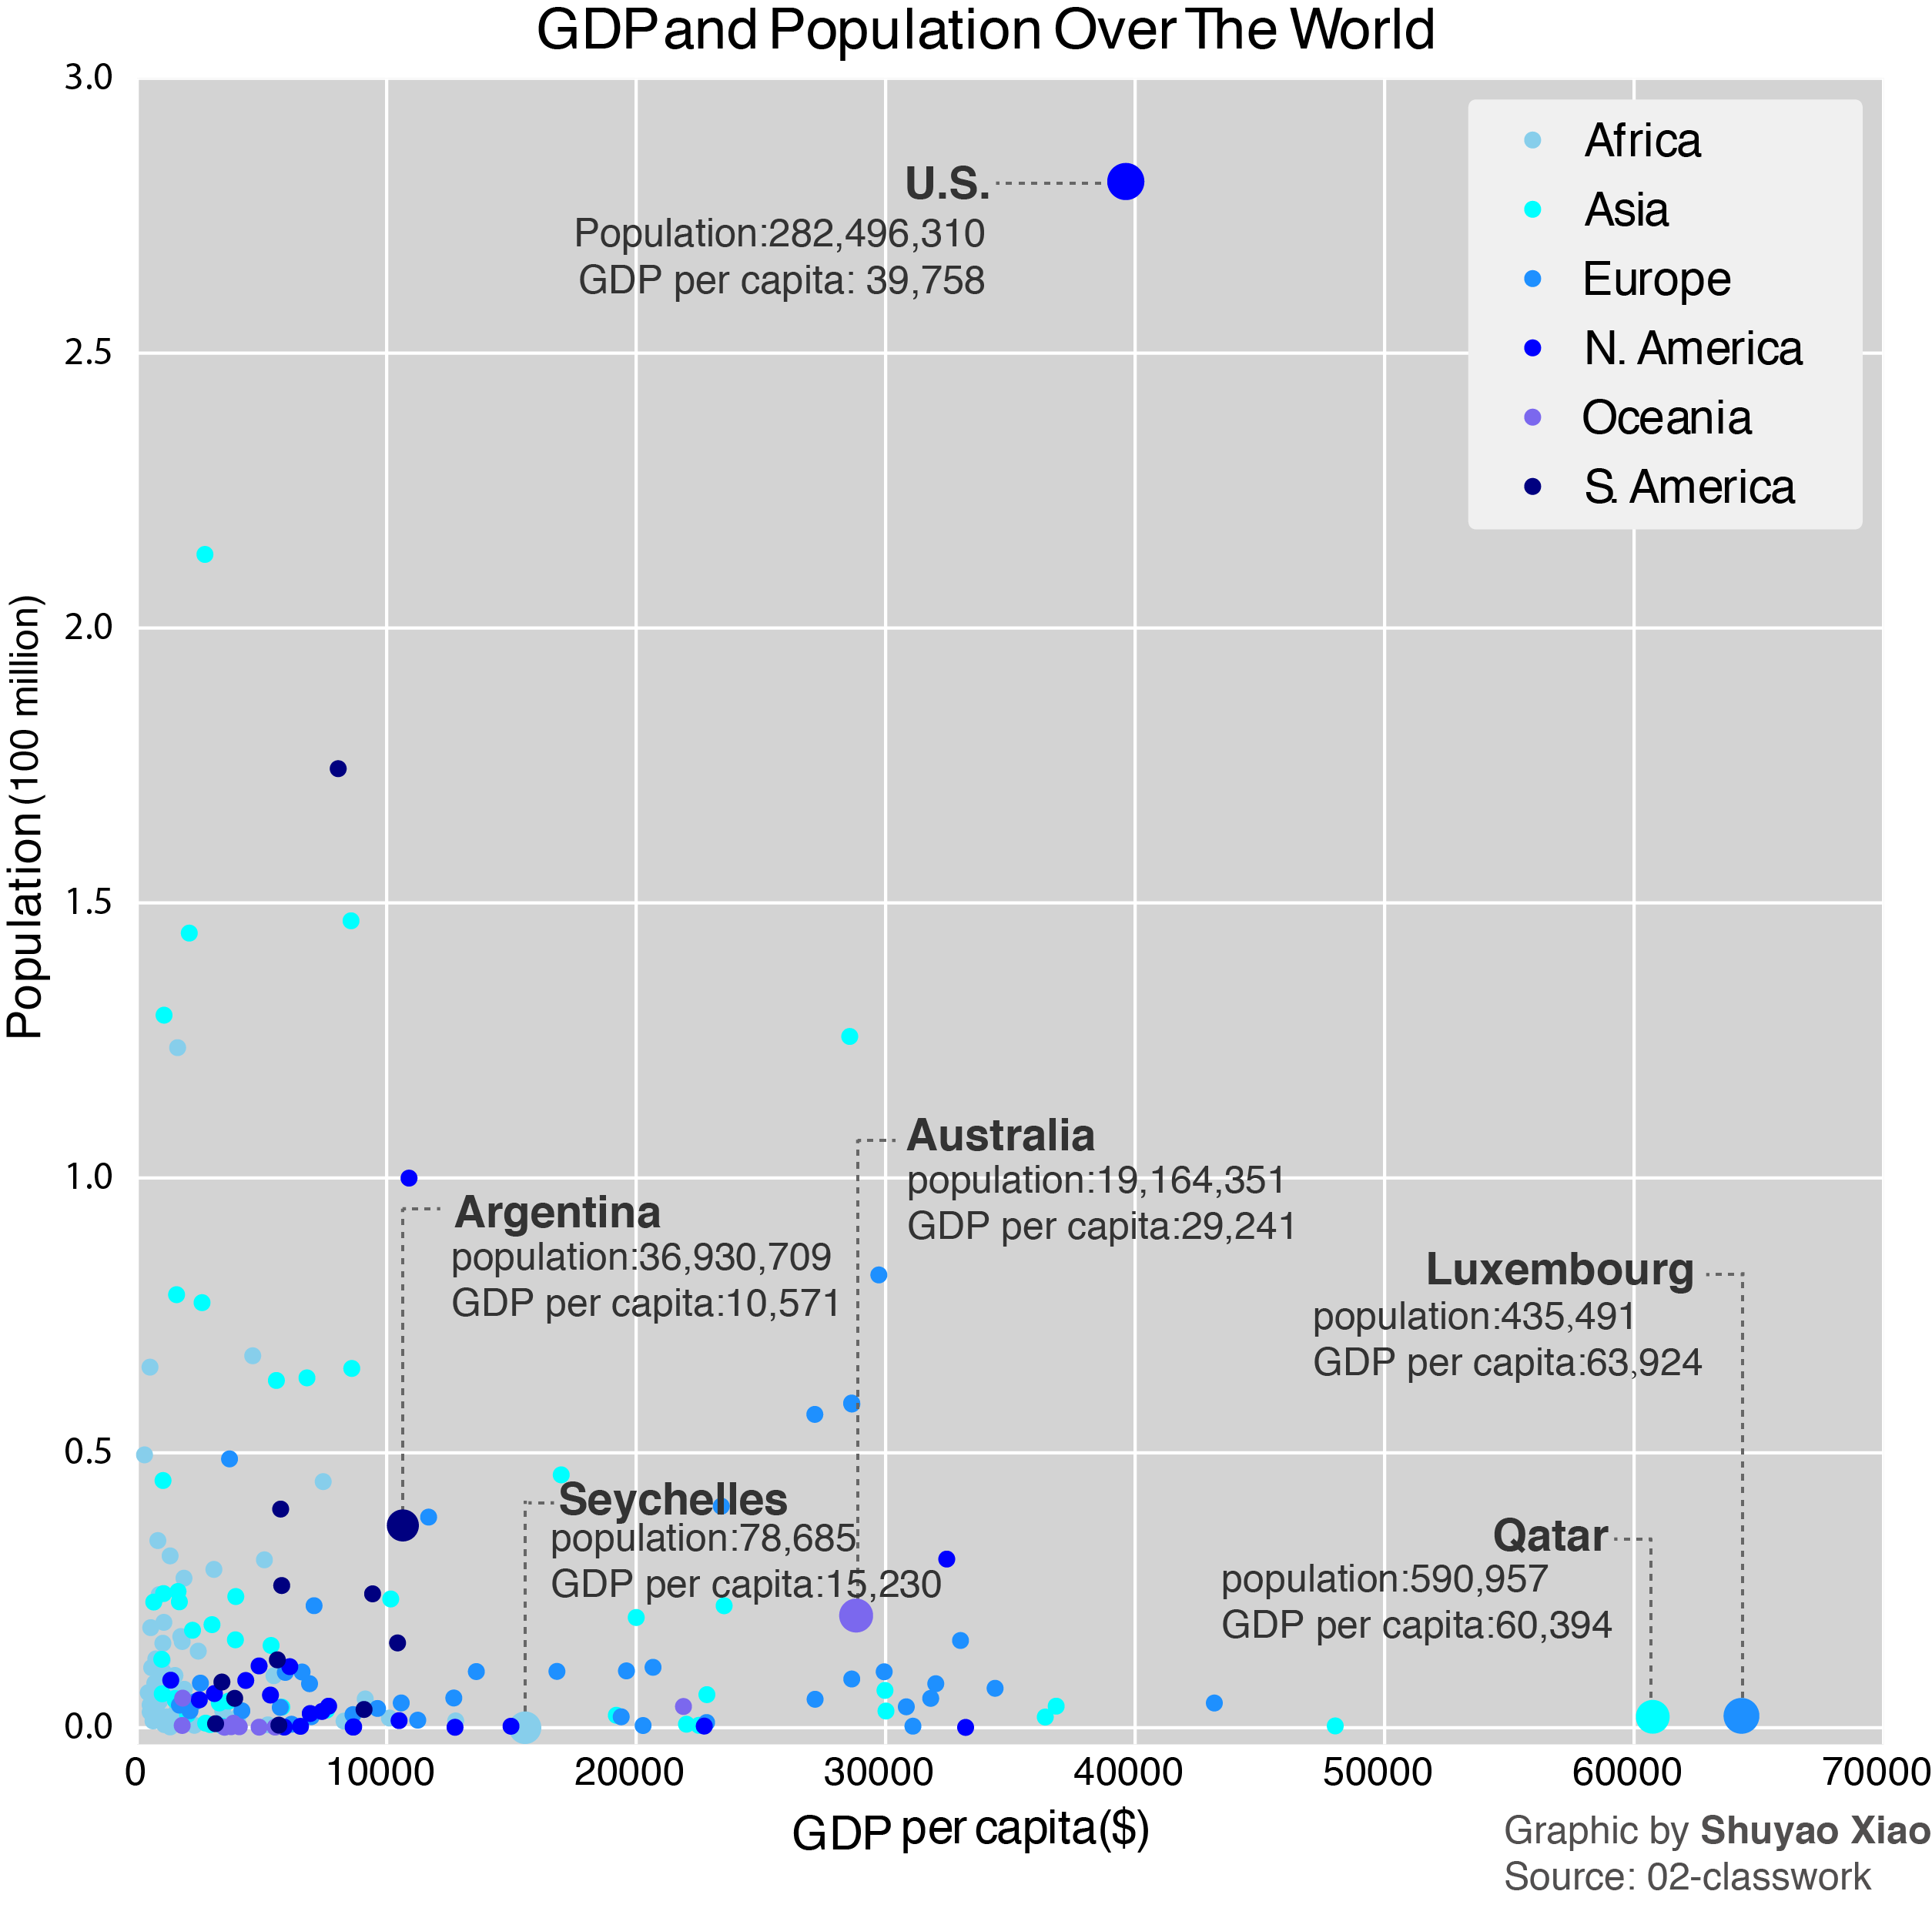 GDP and Population Over The World
3.0
2.5
2.0
1.5
1.0
0.5
0.0
Population (100 million)
Africa
Asia
Europe
N. America
Oceania
S. America
U.S.
Population:282,496,310
GDP per capita: 39,758
Australia
population:19,164,351
GDP per capita:29,241
Argentina
population:36,930,709
GDP per capita:10,571
Luxembourg
population:435,491
GDP per capita:63,924
Seychelles
population:78,685
GDP per capita:15,230
Qatar
population:590,957
GDP per capita:60,394
0 10000 20000 30000 40000 50000 60000 70000
GDP per capita($)
Graphic by Shuyao Xiao
Source: 02-classwork